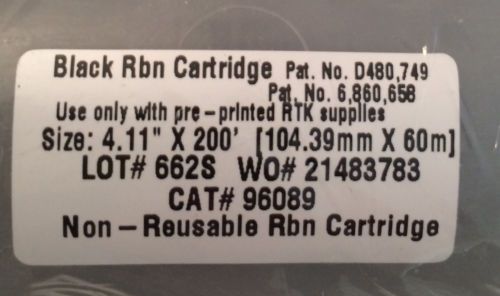 Black Rbn Cartridge Pat. No. D480,749
Pat. No. 6,860,658
Use only with pre-printed RTK supplies
Size: 4.11" X 200' [104.39mm X 60m]
LOT# 662S WO# 21483783
CAT# 96089
Non-Reusable Rbn Cartridge